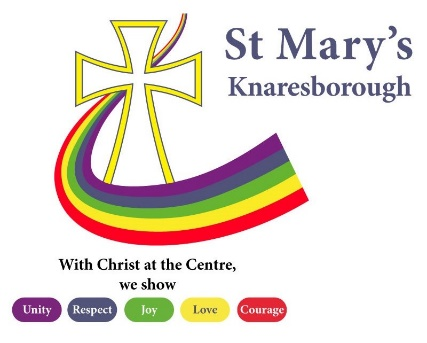 St Mary's
Knaresborough
With Christ at the Centre,
we show
Unity Respect Joy Love Courage